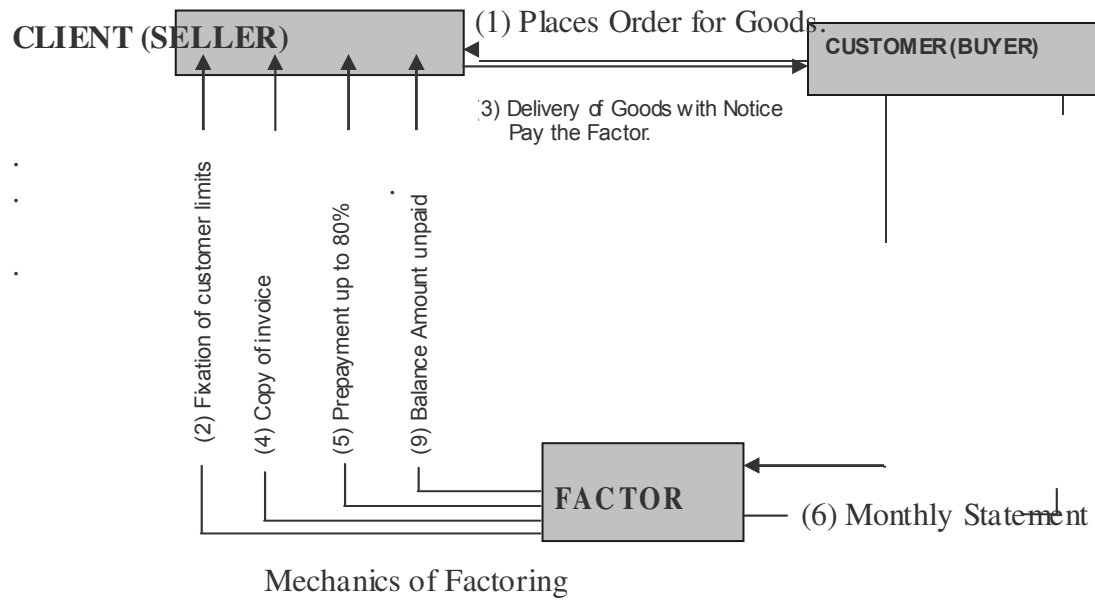 (1) Places Order for Goods.
CLIENT (SELLER)
CUSTOMER (BUYER)
(3) Delivery of Goods with Notice
Pay the Factor.
(2) Fixation of customer limits
(4) Copy of invoice
(5) Prepayment up to 80%
(9) Balance Amount unpaid
FACTOR
(6) Monthly Statement
Mechanics of Factoring